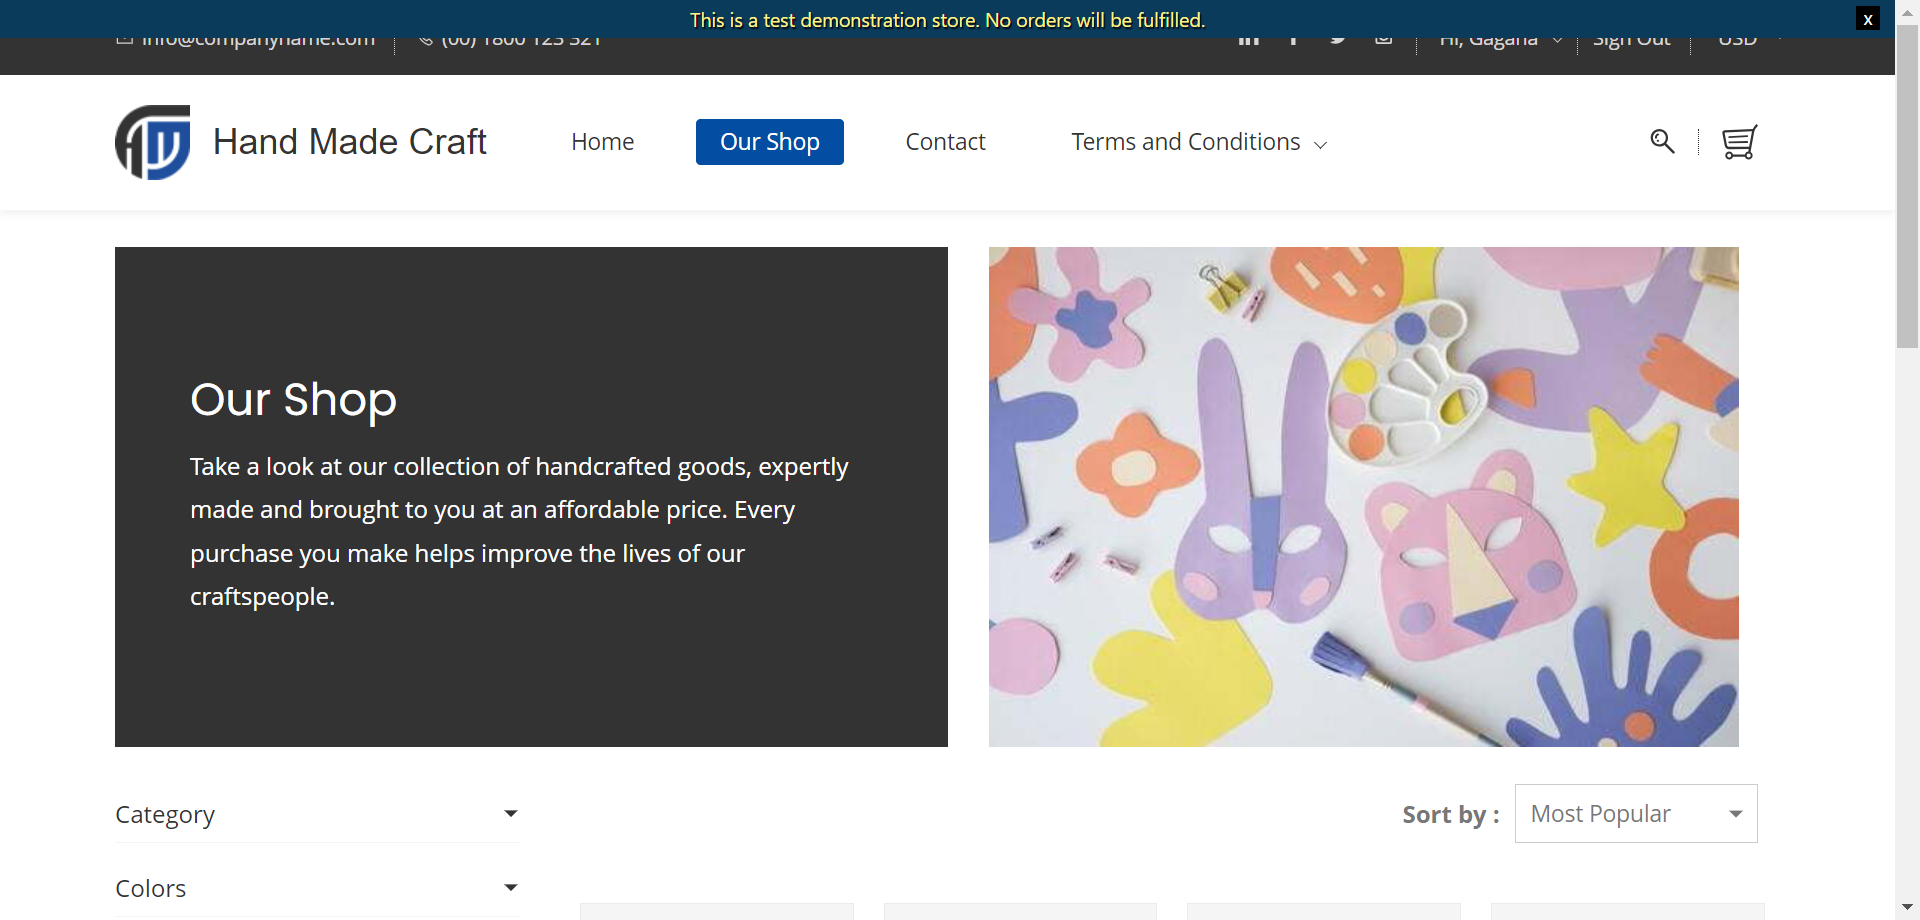 This is a test demonstration store. No orders will be fulfilled.
x
info@companyname.com
(00) 1800 123 321
Hi, Gagana
Sign Out
USD
Hand Made Craft
Home
Our Shop
Contact
Terms and Conditions
Our Shop
Take a look at our collection of handcrafted goods, expertly
made and brought to you at an affordable price. Every
purchase you make helps improve the lives of our
craftspeople.
Category
Sort by :
Most Popular
Colors